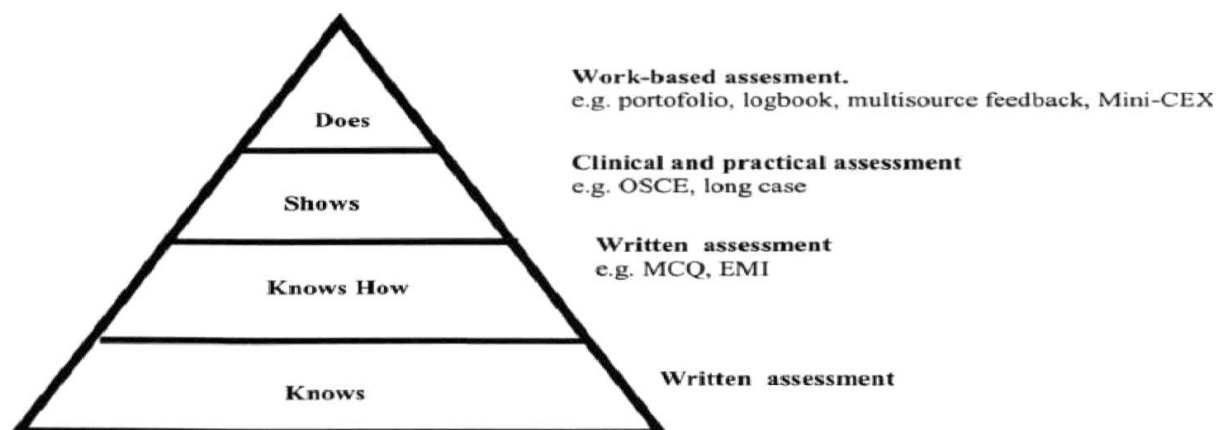 Work-based assesment.
e.g. portofolio, logbook, multisource feedback, Mini-CEX
Does
Clinical and practical assessment
e.g. OSCE, long case
Shows
Written assessment
e.g. MCQ, EMI
Knows How
Written assessment
Knows